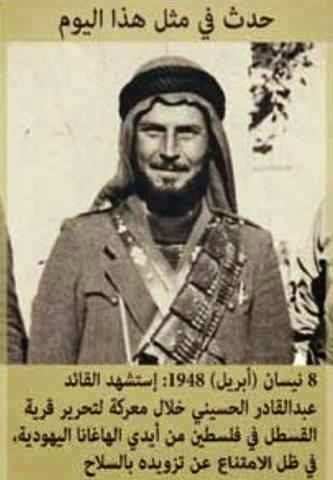 حدث في مثل هذا اليوم
8 نيسان (أبريل) 1948: إستشهد القائد
عبدالقادر الحسيني خلال معركة لتحرير قرية
القسطل في فلسطين من أيدي الهاغانا اليهودية،
في ظل الامتناع عن تزويده بالسلاح